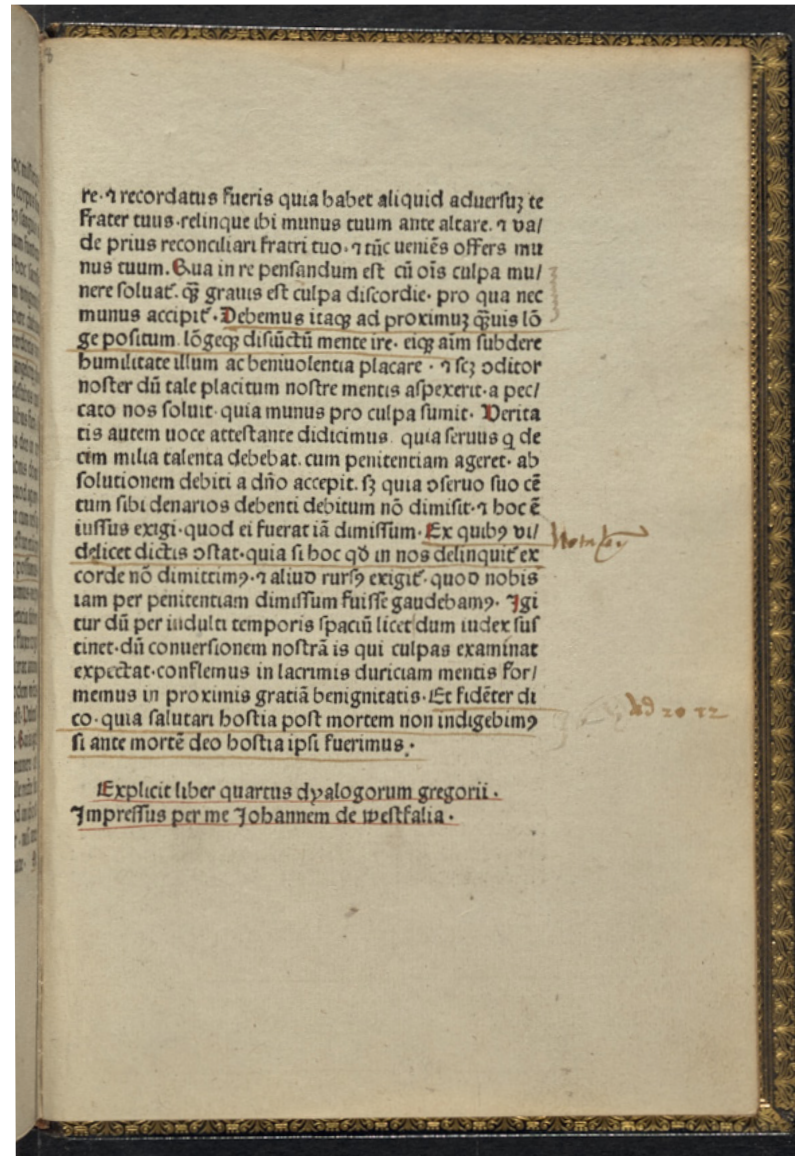 re· ⁊ recordatus fueris quia habet aliquid aduersuꝫ te
frater tuus·relinque ibi munus tuum ante altare. ⁊ va/
de prius reconciliari fratri tuo· ⁊ tūc ueniēs offers mu
nus tuum. Qua in re pensandum est cū oīs culpa mu/
nere soluat᷑. qꝫ̄ grauis est culpa discordie· pro qua nec
munus accipit᷑· Debemus itaqꝫ ad proximuꝫ qꝫ̄uis lō
ge positum. lōgeqꝫ disiūctū mente ire· eiqꝫ aīm subdere
humilitate illum ac beniuolentia placare · ⁊ scꝫ ꝯditor
noster dū tale placitum nostre mentis aspexerit·a pec/
cato nos soluit· quia munus pro culpa sumit· Verita
tis autem uoce attestante didicimus. quia seruus q de
cim milia talenta debebat. cum penitentiam ageret· ab
solutionem debiti a dño accepit. sꝫ quia ꝯseruo suo cē
tum sibi denarios debenti debitum nō dimisit·⁊ hoc ē
iussus exigi·quod ei fuerat iā dimissum· Ex quibꝰ vi/
delicet dictis ꝯstat·quia si hoc qđ in nos delinquit᷑ ex
corde nō dimittimꝰ·⁊ aliud rursꝰ exigit᷑· quod nobis
iam per penitentiam dimissum fuisse gaudebamꝰ· Igi
tur dū per indulti temporis spaciū licet dum iudex sus
tinet·dū conuersionem nostrā is qui culpas examinat
expectat·conflemus in lacrimis duriciam mentis for/
memus in proximis gratiā benignitatis·Et fidēter di
co· quia salutari hostia post mortem non indigebimꝰ
si ante mortē deo hostia ipsi fuerimus·
Explicit liber quartus dyalogorum gregorii ·
Impressus per me Johannem de westfalia·